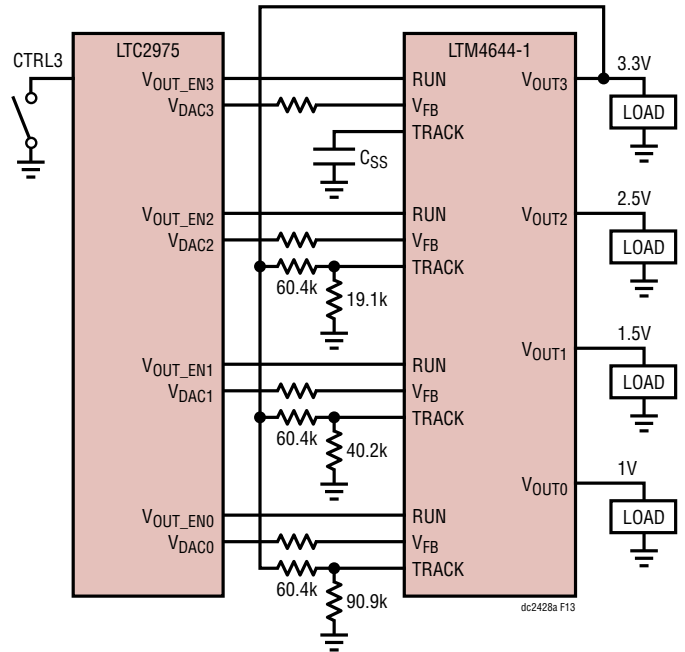 LTC2975
LTM4644-1
CTRL3
VOUT_EN3
RUN
VOUT3
3.3V
VDAC3
VFB
LOAD
TRACK
CSS
2.5V
VOUT_EN2
RUN
VOUT2
VDAC2
VFB
LOAD
TRACK
60.4k
19.1k
1.5V
VOUT_EN1
RUN
VOUT1
VDAC1
VFB
LOAD
TRACK
60.4k
40.2k
1V
VOUT0
VOUT_EN0
RUN
LOAD
VDAC0
VFB
TRACK
60.4k
90.9k
dc2428a F13